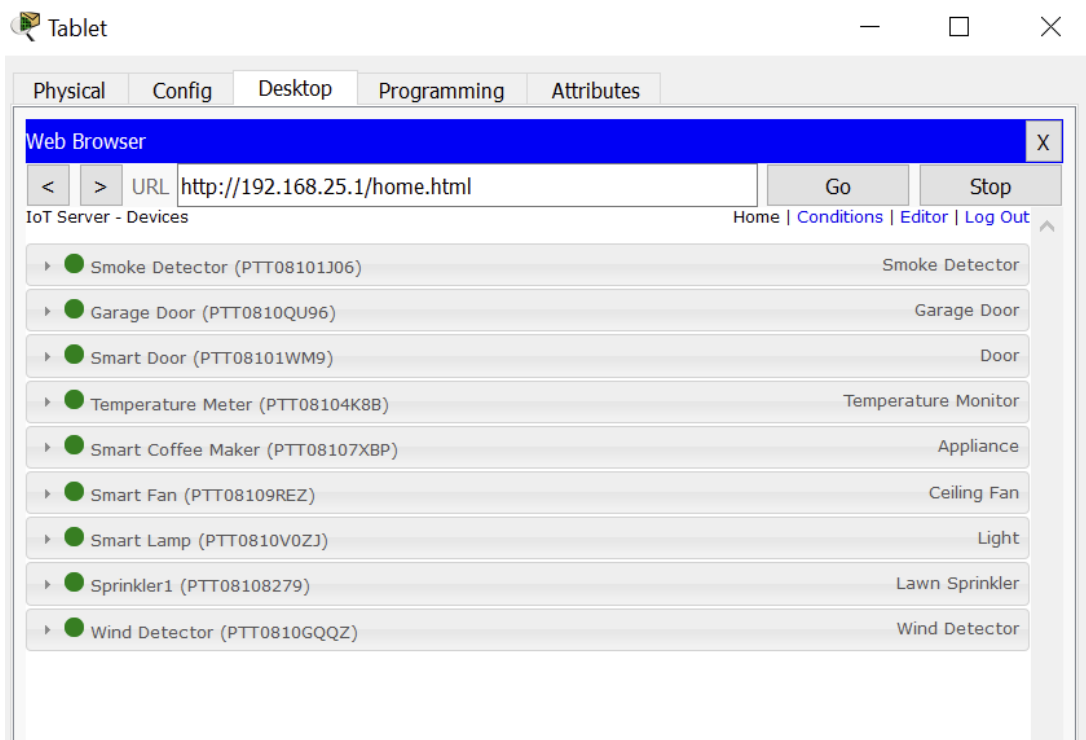 Tablet
Physical Config Desktop Programming Attributes
Web Browser X
< > URL http://192.168.25.1/home.html Go Stop
IoT Server - Devices Home | Conditions | Editor | Log Out
Smoke Detector (PTT08101J06) Smoke Detector
Garage Door (PTT0810QU96) Garage Door
Smart Door (PTT08101WM9) Door
Temperature Meter (PTT08104K8B) Temperature Monitor
Smart Coffee Maker (PTT08107XBP) Appliance
Smart Fan (PTT08109REZ) Ceiling Fan
Smart Lamp (PTT0810V0ZJ) Light
Sprinkler1 (PTT08108279) Lawn Sprinkler
Wind Detector (PTT0810GQQZ) Wind Detector